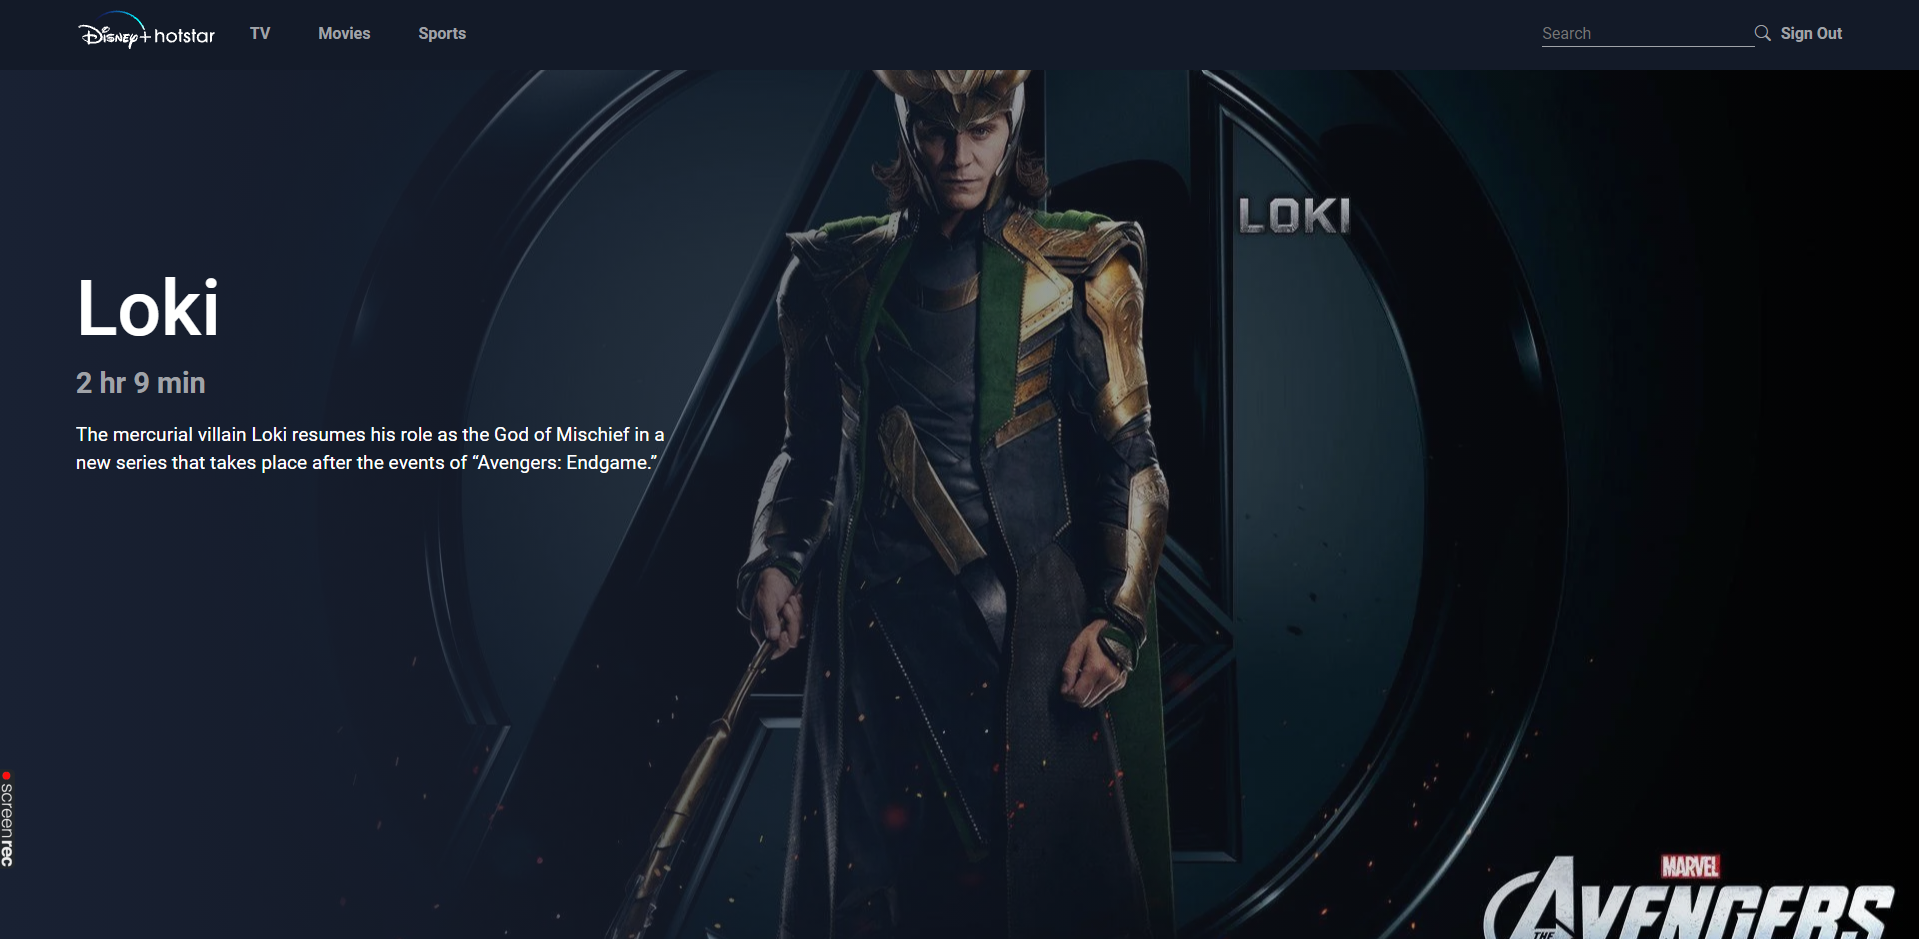 Disney+ hotstar TV Movies Sports Search Sign Out
LOKI
Loki
2 hr 9 min
The mercurial villain Loki resumes his role as the God of Mischief in a
new series that takes place after the events of “Avengers: Endgame.”
screenrec
MARVEL
THE AVENGERS